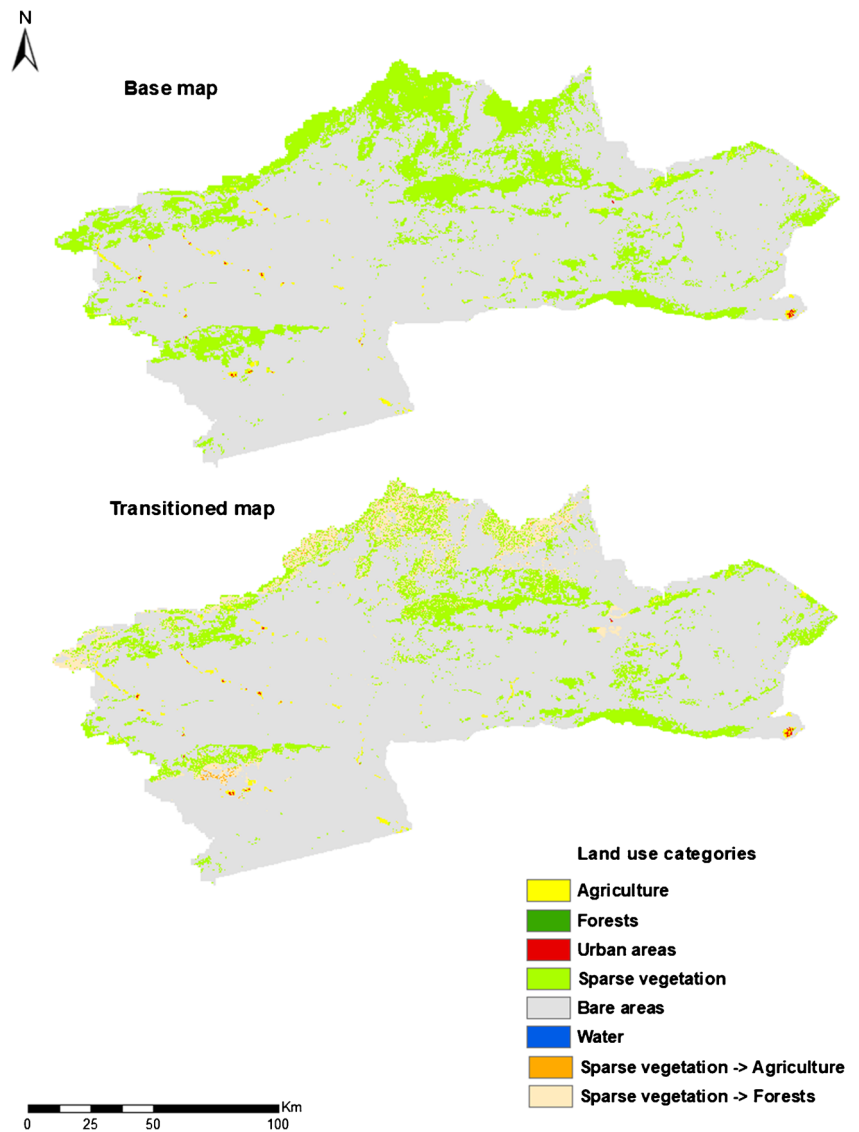 N
Base map
Transitioned map
Land use categories
Agriculture
Forests
Urban areas
Sparse vegetation
Bare areas
Water
Sparse vegetation -> Agriculture
Sparse vegetation -> Forests
Km
0 25 50 100